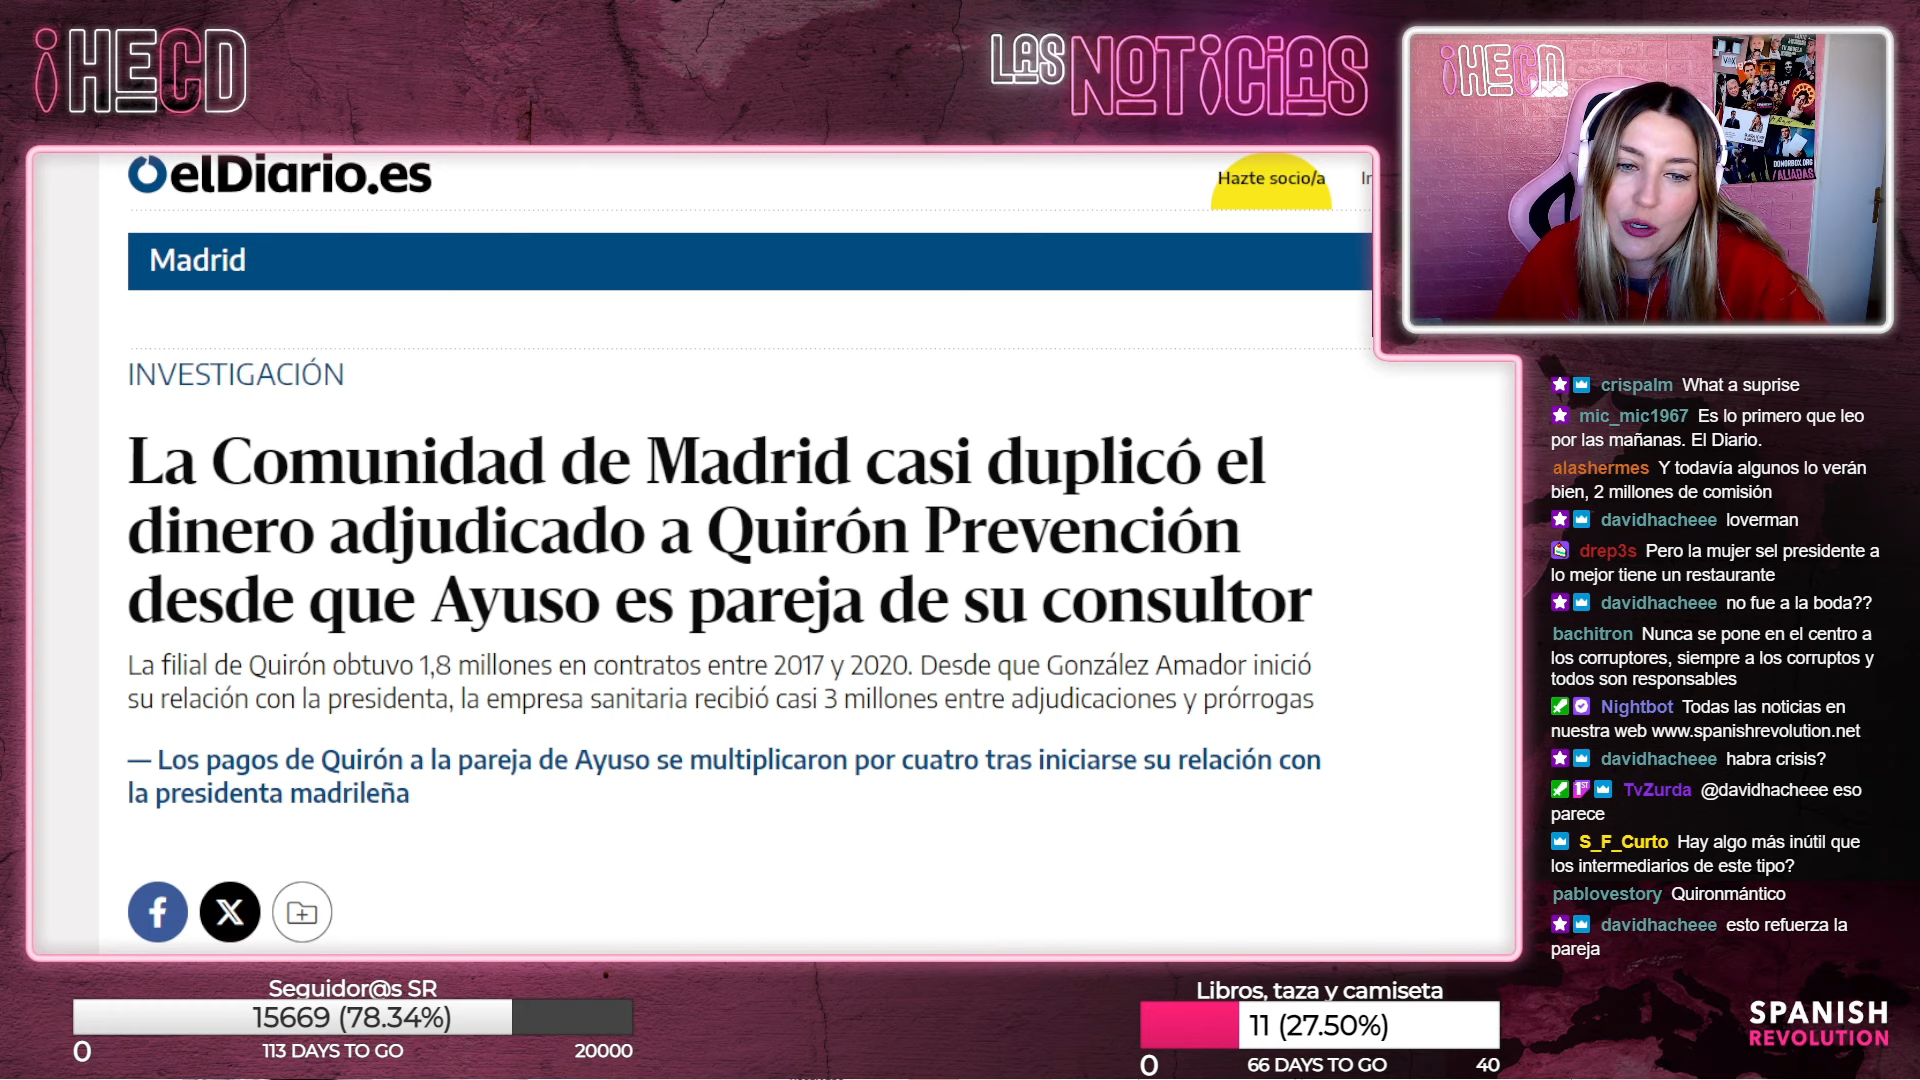 ¡HECD
LAS NOTICIAS
¡HECD
VOX
DONORBOX.ORG
/ALIADAS
elDiario.es
Hazte socio/a
Madrid
INVESTIGACIÓN
La Comunidad de Madrid casi duplicó el
dinero adjudicado a Quirón Prevención
desde que Ayuso es pareja de su consultor
La filial de Quirón obtuvo 1,8 millones en contratos entre 2017 y 2020. Desde que González Amador inició
su relación con la presidenta, la empresa sanitaria recibió casi 3 millones entre adjudicaciones y prórrogas
— Los pagos de Quirón a la pareja de Ayuso se multiplicaron por cuatro tras iniciarse su relación con
la presidenta madrileña
crispalm What a suprise
mic_mic1967 Es lo primero que leo
por las mañanas. El Diario.
alashermes Y todavía algunos lo verán
bien, 2 millones de comisión
davidhacheee loverman
drep3s Pero la mujer sel presidente a
lo mejor tiene un restaurante
davidhacheee no fue a la boda??
bachitron Nunca se pone en el centro a
los corruptores, siempre a los corruptos y
todos son responsables
Nightbot Todas las noticias en
nuestra web www.spanishrevolution.net
davidhacheee habra crisis?
1ST TvZurda @davidhacheee eso
parece
S_F_Curto Hay algo más inútil que
los intermediarios de este tipo?
pablovestory Quironmántico
davidhacheee esto refuerza la
pareja
Seguidor@s SR
15669 (78.34%)
0 113 DAYS TO GO 20000
Libros, taza y camiseta
11 (27.50%)
0 66 DAYS TO GO 40
SPANISH
REVOLUTION